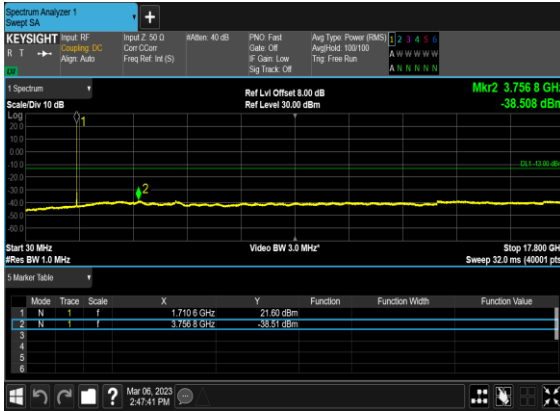 Spectrum Analyzer 1
Swept SA
+
KEYSIGHT Input: RF Input Z: 50 Ω #Atten: 40 dB PNO: Fast Avg Type: Power (RMS) 1 2 3 4 5 6
R T Coupling: DC Corr CCorr Gate: Off Avg|Hold: 100/100 A W W W W W
Align: Auto Freq Ref: Int (S) IF Gain: Low Trig: Free Run
Sig Track: Off A N N N N N
1 Spectrum Ref Lvl Offset 8.00 dB Mkr2 3.756 8 GHz
Scale/Div 10 dB Ref Level 30.00 dBm -38.508 dBm
Log
20.0
10.0
0.00
-10.0
-20.0
-30.0
-40.0
-50.0
-60.0
1
2
DL1 -13.00 dBm
Start 30 MHz Video BW 3.0 MHz* Stop 17.800 GH
#Res BW 1.0 MHz Sweep 32.0 ms (40001 pts
5 Marker Table
Mode Trace Scale X Y Function Function Width Function Value
1 N 1 f 1.710 6 GHz 21.60 dBm
2 N 1 f 3.756 8 GHz -38.51 dBm
3
4
5
6
? Mar 06, 2023
2:47:41 PM